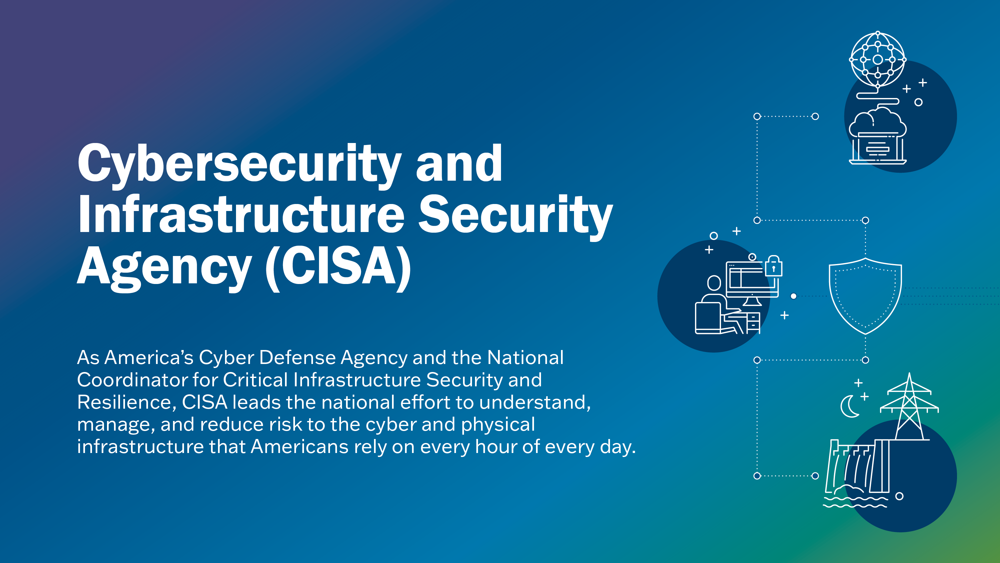 Cybersecurity and
Infrastructure Security
Agency (CISA)
As America’s Cyber Defense Agency and the National
Coordinator for Critical Infrastructure Security and
Resilience, CISA leads the national effort to understand,
manage, and reduce risk to the cyber and physical
infrastructure that Americans rely on every hour of every day.